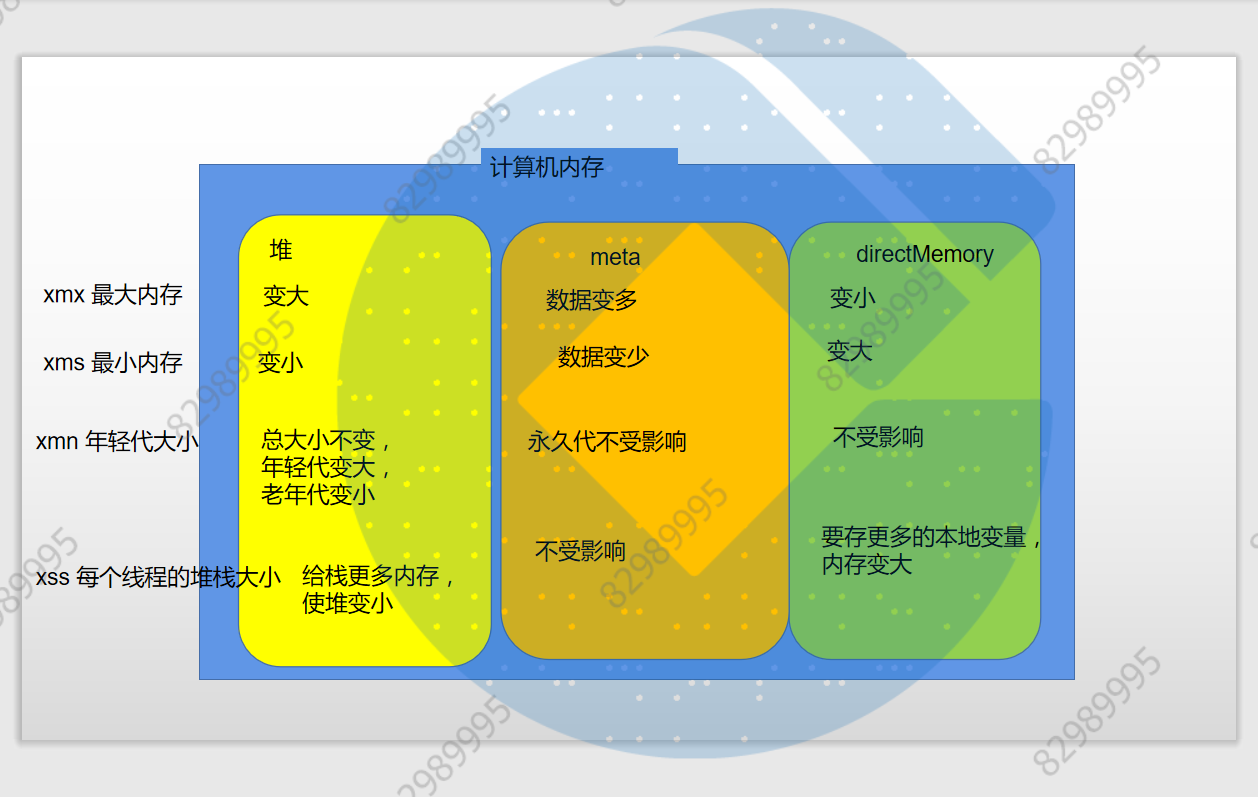 计算机内存
堆
meta
directMemory
xmx 最大内存
变大
数据变多
变小
xms 最小内存
变小
数据变少
变大
xmn 年轻代大小
总大小不变，
年轻代变大，
老年代变小
永久代不受影响
不受影响
xss 每个线程的堆栈大小
给栈更多内存，
使堆变小
不受影响
要存更多的本地变量，
内存变大
82989995
82989995
82989995
82989995
82989995
82989995